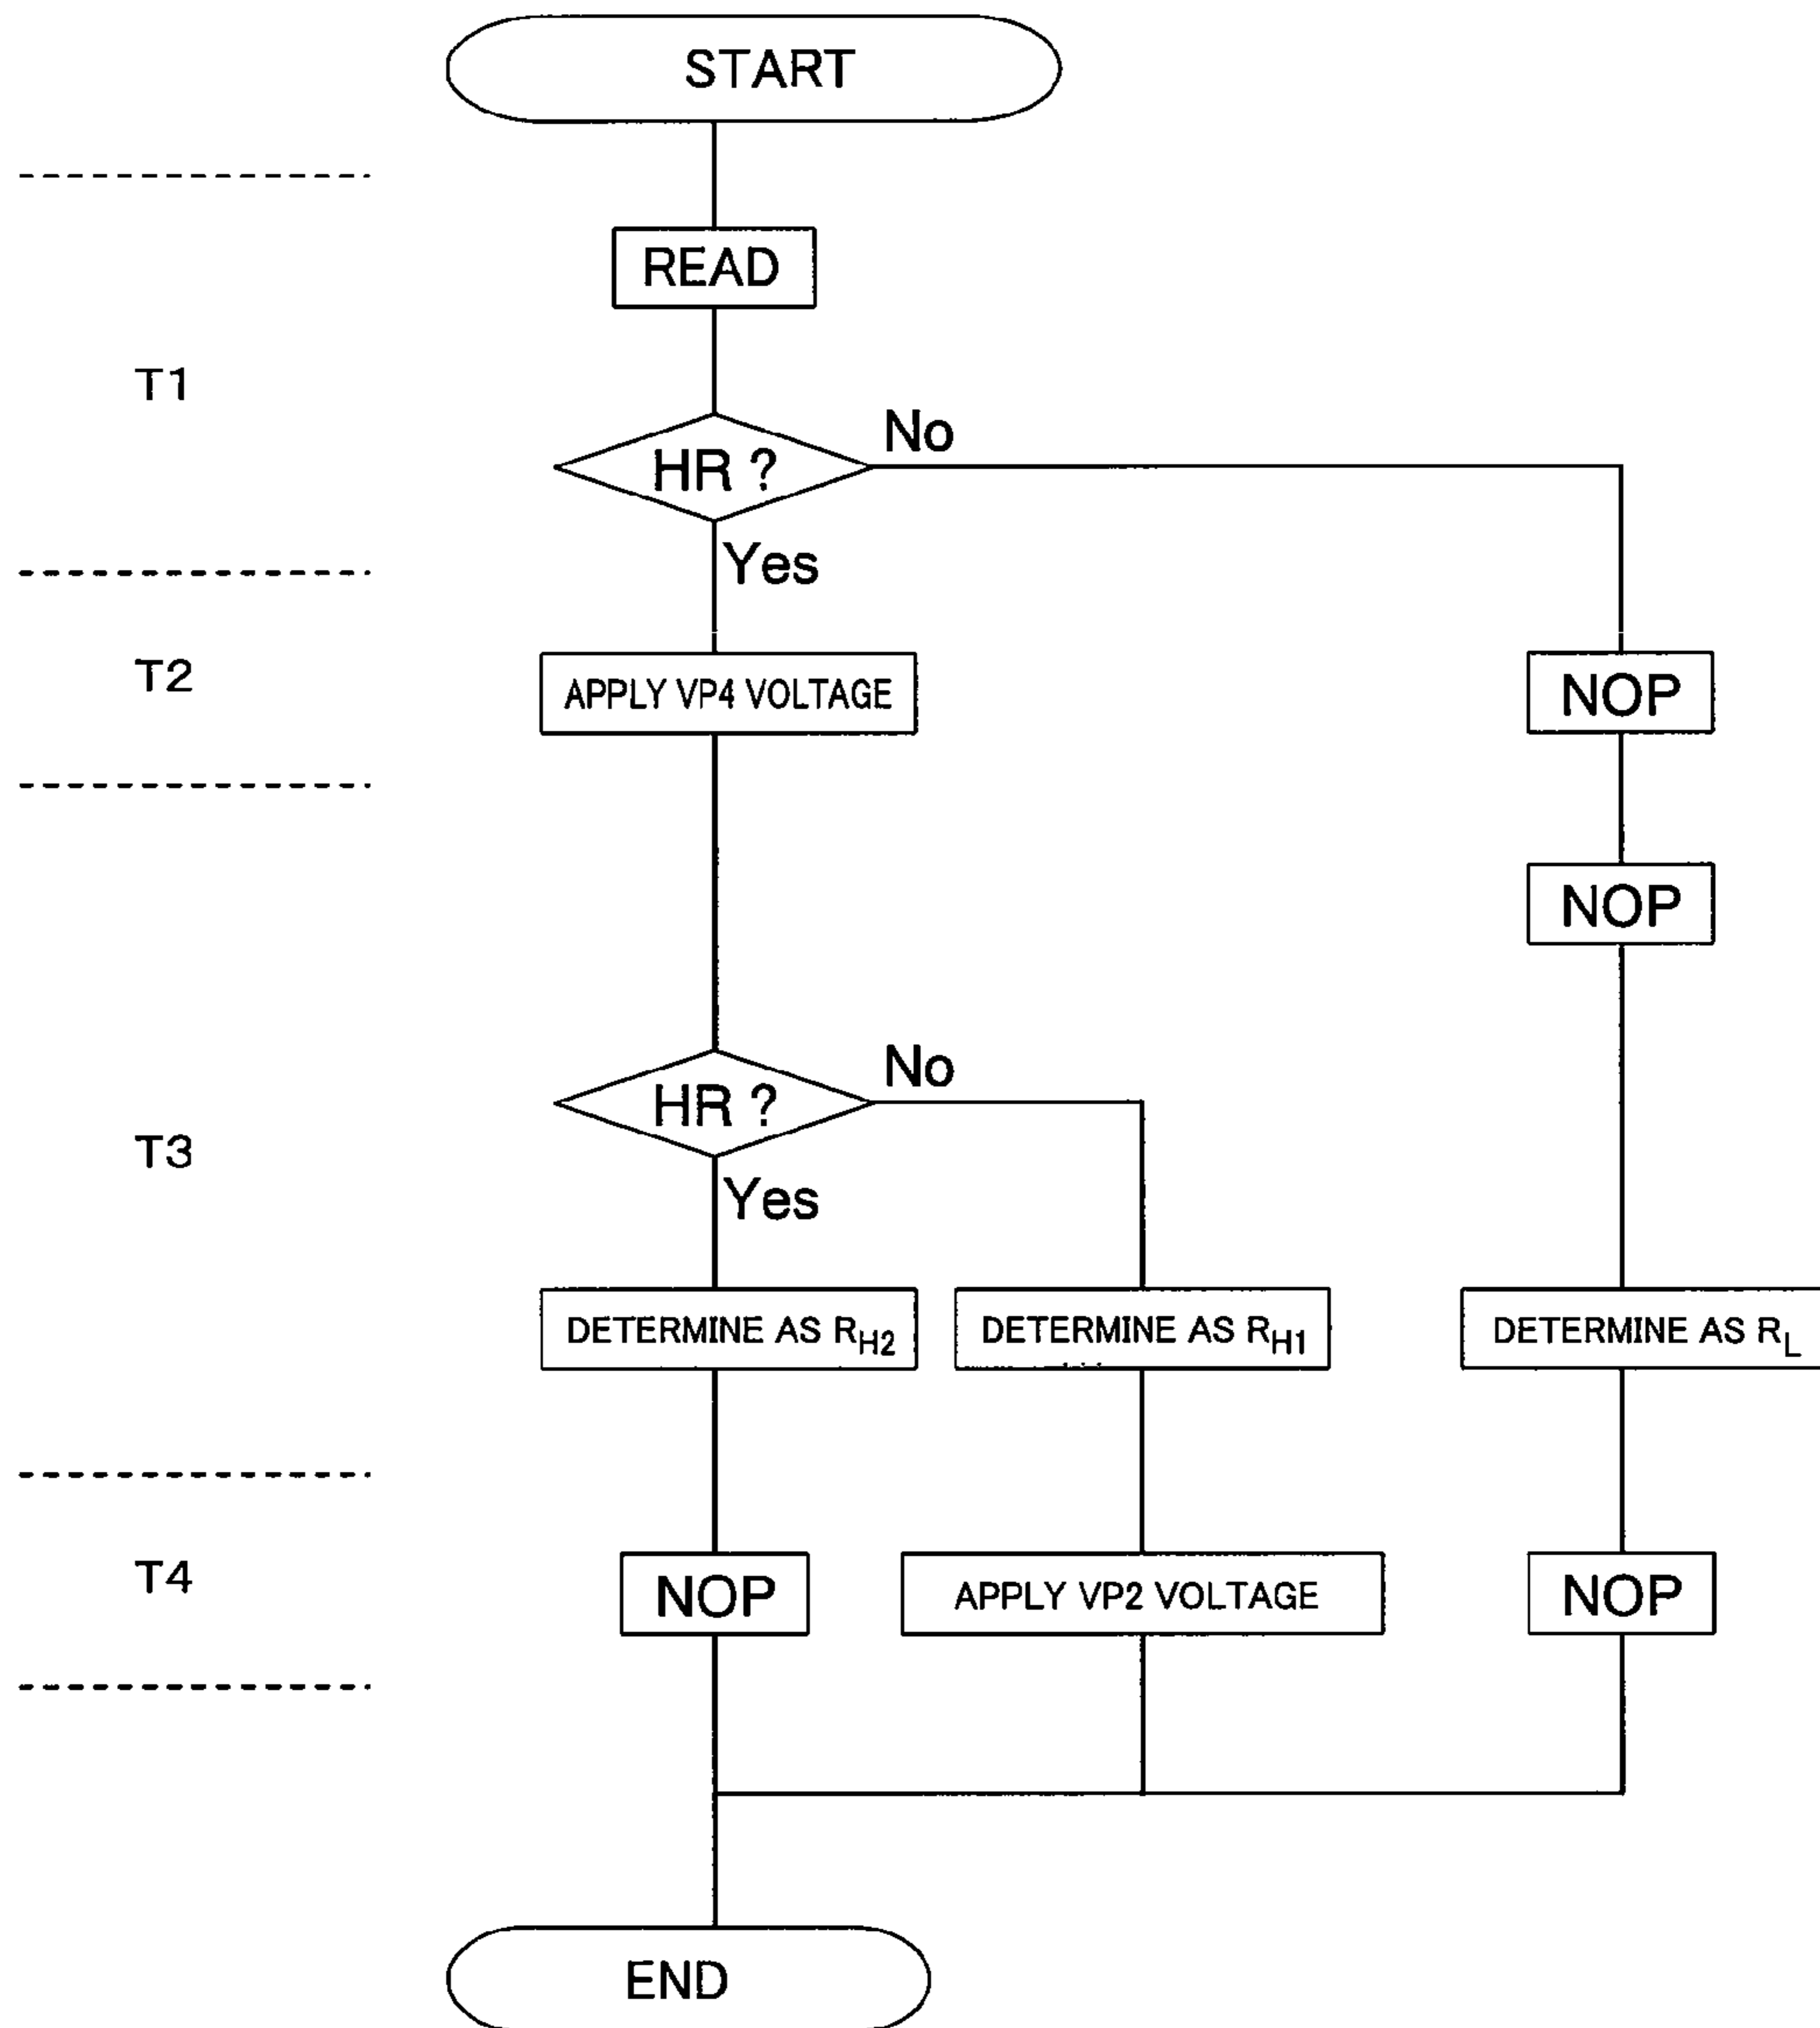 START
READ
T1
No
HR ?
Yes
T2
APPLY VP4 VOLTAGE
NOP
NOP
No
HR ?
T3
Yes
DETERMINE AS RH2
DETERMINE AS RH1
DETERMINE AS RL
T4
NOP
APPLY VP2 VOLTAGE
NOP
END